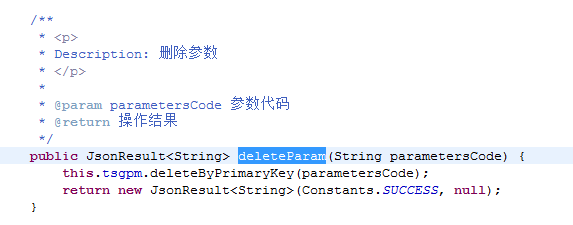 /**
 * <p>
 * Description: 删除参数
 * </p>
 *
 * @param parametersCode 参数代码
 * @return 操作结果
 */
public JsonResult<String> deleteParam(String parametersCode) {
    this.tsgpm.deleteByPrimaryKey(parametersCode);
    return new JsonResult<String>(Constants.SUCCESS, null);
}